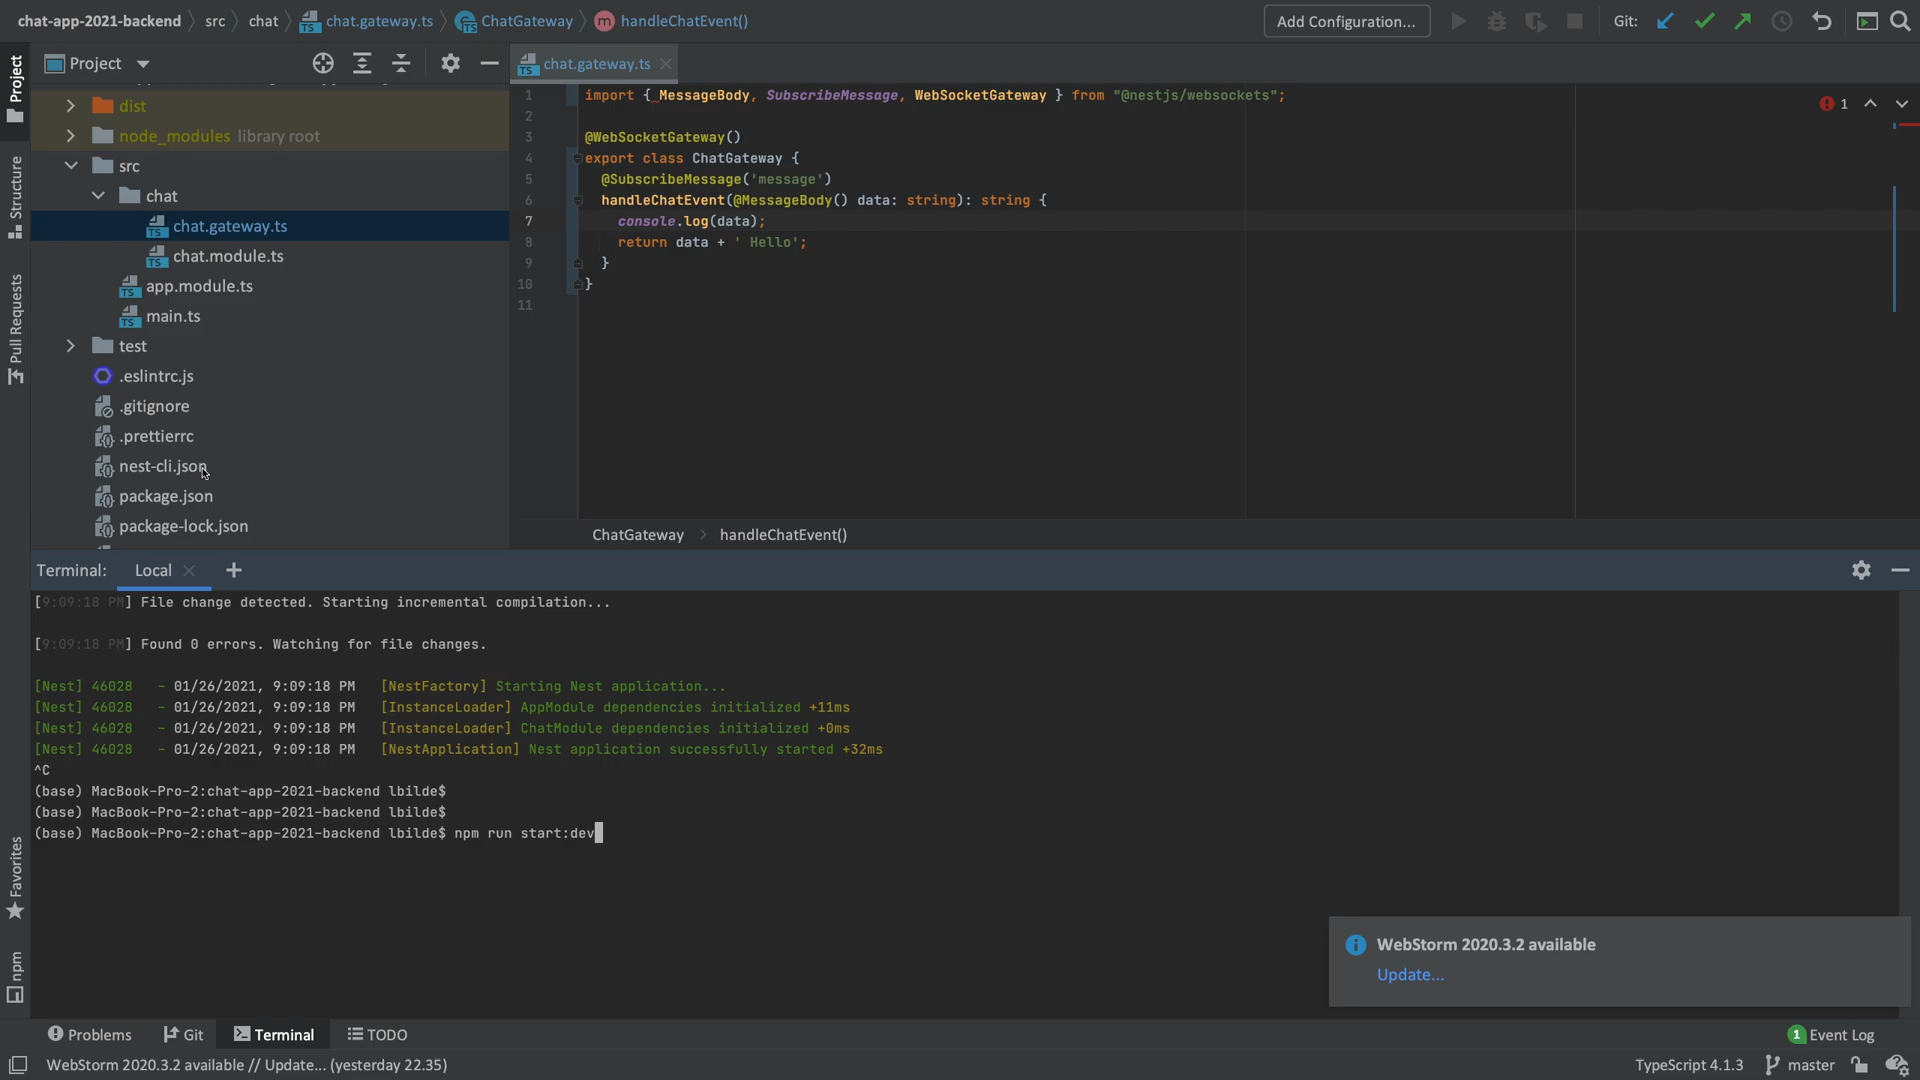 chat-app-2021-backend src chat chat.gateway.ts ChatGateway m handleChatEvent() Add Configuration... Git:
Project
Structure
Pull Requests
Favorites
npm
Project
chat.gateway.ts
dist
node_modules library root
src
chat
chat.gateway.ts
chat.module.ts
app.module.ts
main.ts
test
.eslintrc.js
.gitignore
.prettierrc
nest-cli.json
package.json
package-lock.json
1 import { MessageBody, SubscribeMessage, WebSocketGateway } from "@nestjs/websockets";
2
3 @WebSocketGateway()
4 export class ChatGateway {
5 @SubscribeMessage('message')
6 handleChatEvent(@MessageBody() data: string): string {
7 console.log(data);
8 return data + ' Hello';
9 }
10 }
11
1
ChatGateway handleChatEvent()
Terminal: Local
[9:09:18 PM] File change detected. Starting incremental compilation...
[9:09:18 PM] Found 0 errors. Watching for file changes.
[Nest] 46028 - 01/26/2021, 9:09:18 PM [NestFactory] Starting Nest application...
[Nest] 46028 - 01/26/2021, 9:09:18 PM [InstanceLoader] AppModule dependencies initialized +11ms
[Nest] 46028 - 01/26/2021, 9:09:18 PM [InstanceLoader] ChatModule dependencies initialized +0ms
[Nest] 46028 - 01/26/2021, 9:09:18 PM [NestApplication] Nest application successfully started +32ms
^C
(base) MacBook-Pro-2:chat-app-2021-backend lbilde$
(base) MacBook-Pro-2:chat-app-2021-backend lbilde$
(base) MacBook-Pro-2:chat-app-2021-backend lbilde$ npm run start:dev
WebStorm 2020.3.2 available
Update...
Problems Git Terminal TODO 1 Event Log
WebStorm 2020.3.2 available // Update... (yesterday 22.35) TypeScript 4.1.3 master